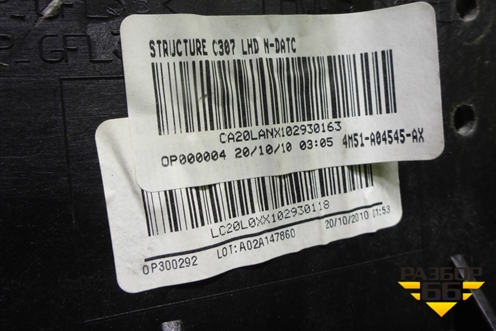 STRUCTURE C307 LHD N-DATC
CA20LANX102930163
OP000004 20/10/10 03:05 4M51-A04545-AX
LC20L0XX102930118
OP300292 LOT:A02A147860 20/10/2010 01:53
РАЗБОР
66